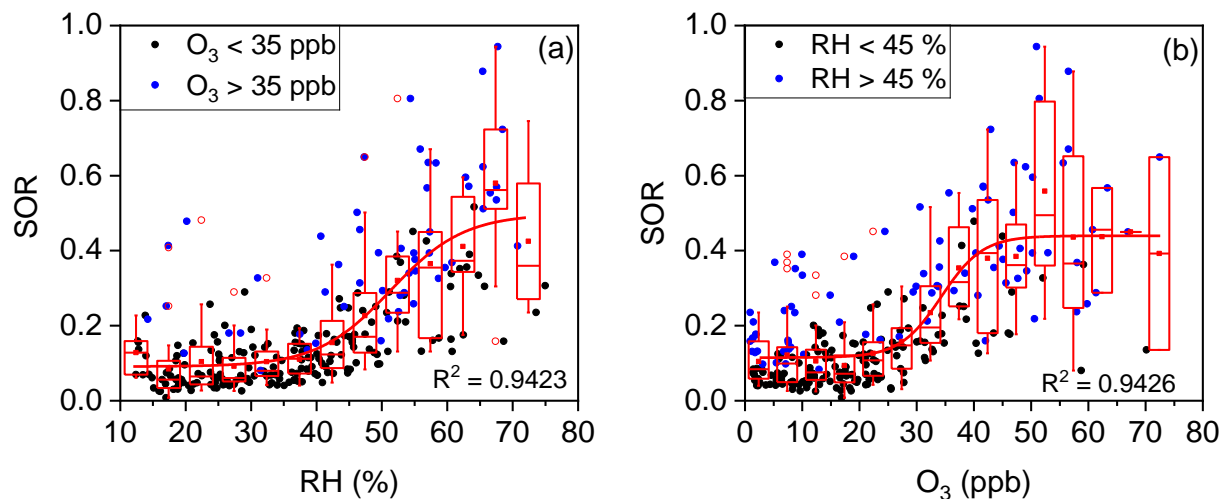 (a)
O₃ < 35 ppb
O₃ > 35 ppb
SOR
1.0
0.8
0.6
0.4
0.2
0.0
R² = 0.9423
10 20 30 40 50 60 70 80
RH (%)
(b)
RH < 45 %
RH > 45 %
SOR
1.0
0.8
0.6
0.4
0.2
0.0
R² = 0.9426
0 10 20 30 40 50 60 70 80
O₃ (ppb)